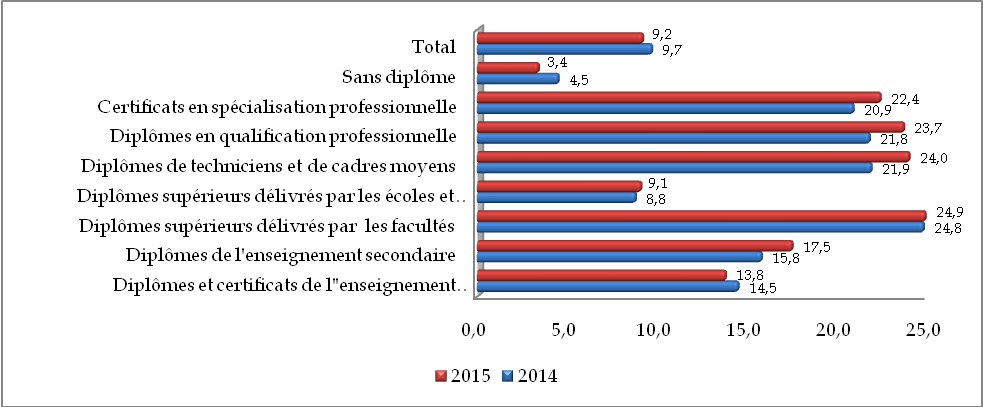 Total 9,2
9,7
Sans diplôme 3,4
4,5
Certificats en spécialisation professionnelle 22,4
20,9
Diplômes en qualification professionnelle 23,7
21,8
Diplômes de techniciens et de cadres moyens 24,0
21,9
Diplômes supérieurs délivrés par les écoles et.. 9,1
8,8
Diplômes supérieurs délivrés par les facultés 24,9
24,8
Diplômes de l'enseignement secondaire 17,5
15,8
Diplômes et certificats de l"enseignement.. 13,8
14,5
0,0 5,0 10,0 15,0 20,0 25,0
2015 2014